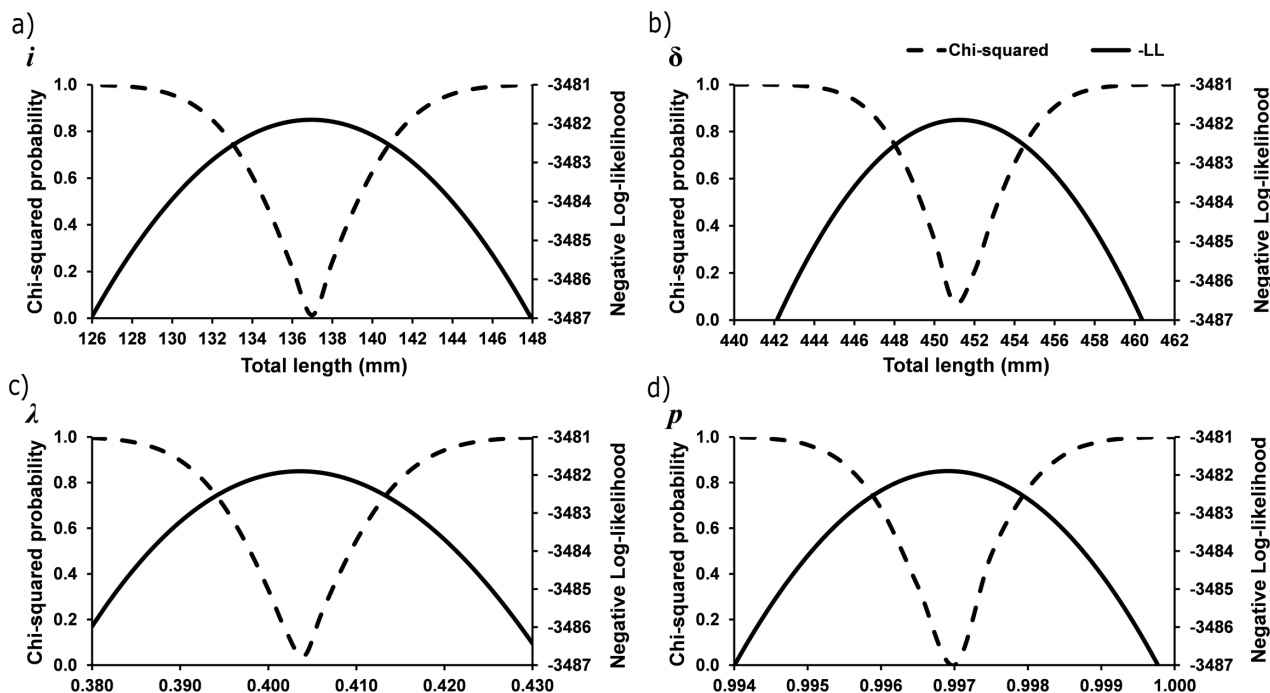 a)
i
1.0
0.8
0.6
0.4
0.2
0.0
Chi-squared probability
-3481
-3482
-3483
-3484
-3485
-3486
-3487
Negative Log-likelihood
126 128 130 132 134 136 138 140 142 144 146 148
Total length (mm)
b)
δ
Chi-squared
-LL
1.0
0.8
0.6
0.4
0.2
0.0
Chi-squared probability
-3481
-3482
-3483
-3484
-3485
-3486
-3487
Negative Log-likelihood
440 442 444 446 448 450 452 454 456 458 460 462
Total length (mm)
c)
λ
1.0
0.8
0.6
0.4
0.2
0.0
Chi-squared probability
-3481
-3482
-3483
-3484
-3485
-3486
-3487
Negative Log-likelihood
0.380 0.390 0.400 0.410 0.420 0.430
d)
p
1.0
0.8
0.6
0.4
0.2
0.0
Chi-squared probability
-3481
-3482
-3483
-3484
-3485
-3486
-3487
Negative Log-likelihood
0.994 0.995 0.996 0.997 0.998 0.999 1.000